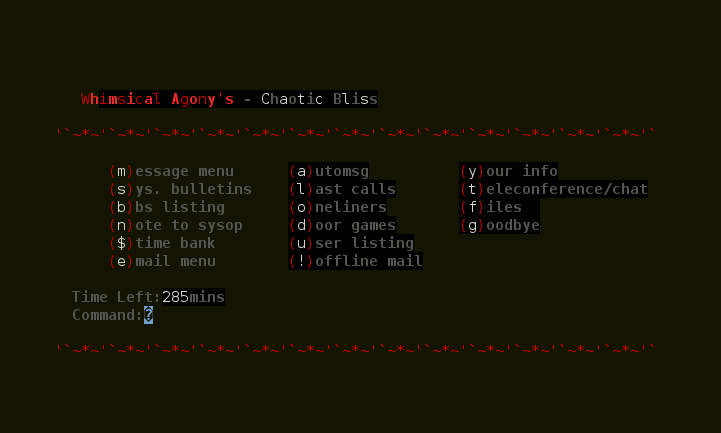 Whimsical Agony's - Chaotic Bliss
'`~*~'`~*~'`~*~'`~*~'`~*~'`~*~'`~*~'`~*~'`~*~'`~*~'`~*~'`~*~'`~*~'`
(m)essage menu (a)utomsg (y)our info
(s)ys. bulletins (l)ast calls (t)eleconference/chat
(b)bs listing (o)neliners (f)iles
(n)ote to sysop (d)oor games (g)oodbye
($)time bank (u)ser listing
(e)mail menu (!)offline mail
Time Left:285mins
Command:?
'`~*~'`~*~'`~*~'`~*~'`~*~'`~*~'`~*~'`~*~'`~*~'`~*~'`~*~'`~*~'`~*~'`